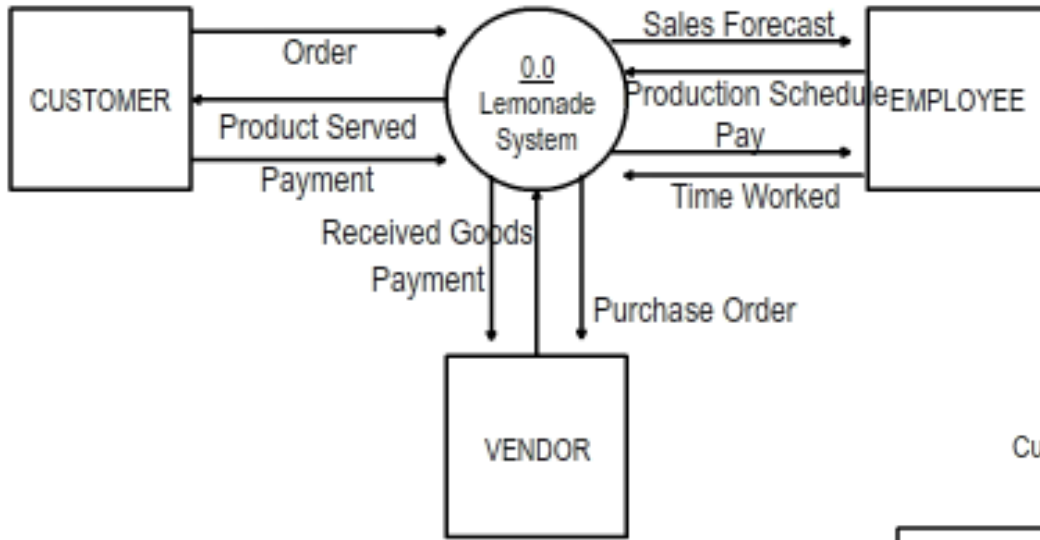 Sales Forecast
Order
0.0
CUSTOMER
Lemonade
Production Schedule
EMPLOYEE
Product Served
System
Pay
Payment
Time Worked
Received Goods
Payment
Purchase Order
VENDOR
Cu